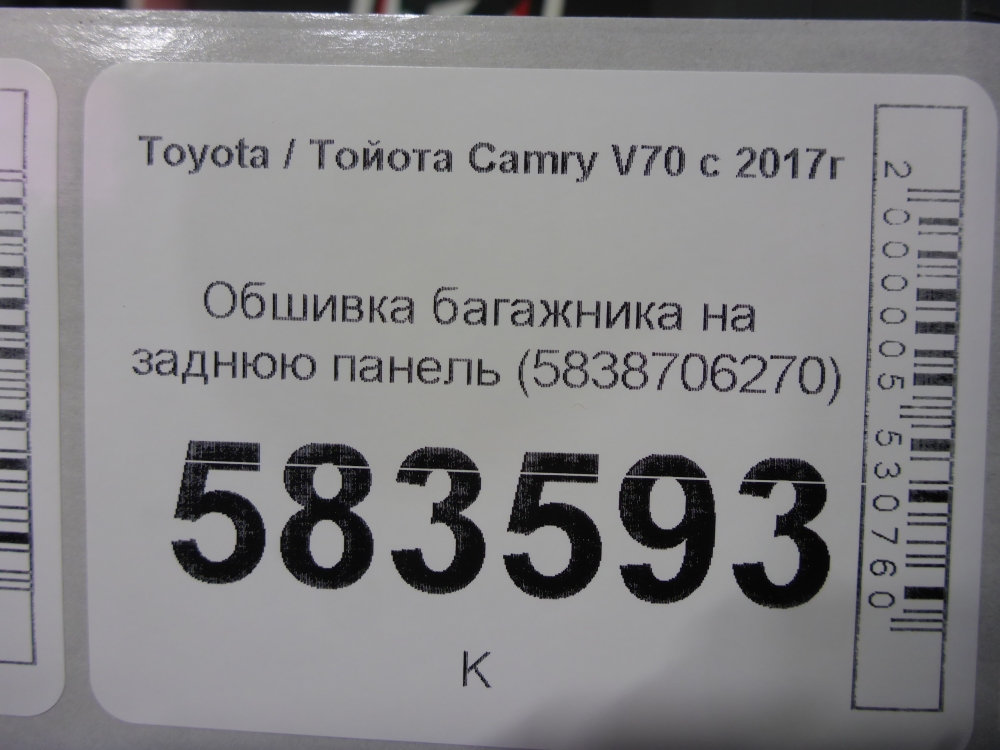 Toyota / Тойота Camry V70 с 2017г
Обшивка багажника на
заднюю панель (5838706270)
583593
К
2000005530760